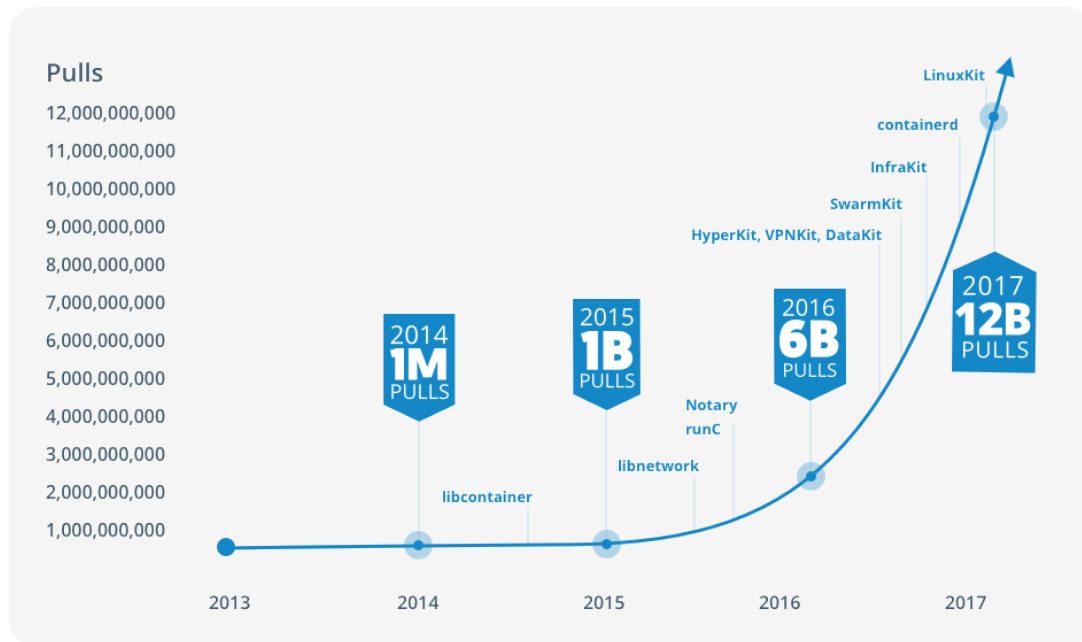 Pulls
12,000,000,000
11,000,000,000
10,000,000,000
9,000,000,000
8,000,000,000
7,000,000,000
6,000,000,000
5,000,000,000
4,000,000,000
3,000,000,000
2,000,000,000
1,000,000,000
2014
1M
PULLS
2015
1B
PULLS
2016
6B
PULLS
2017
12B
PULLS
libcontainer
libnetwork
Notary
runC
HyperKit, VPNKit, DataKit
SwarmKit
InfraKit
containerd
LinuxKit
2013
2014
2015
2016
2017